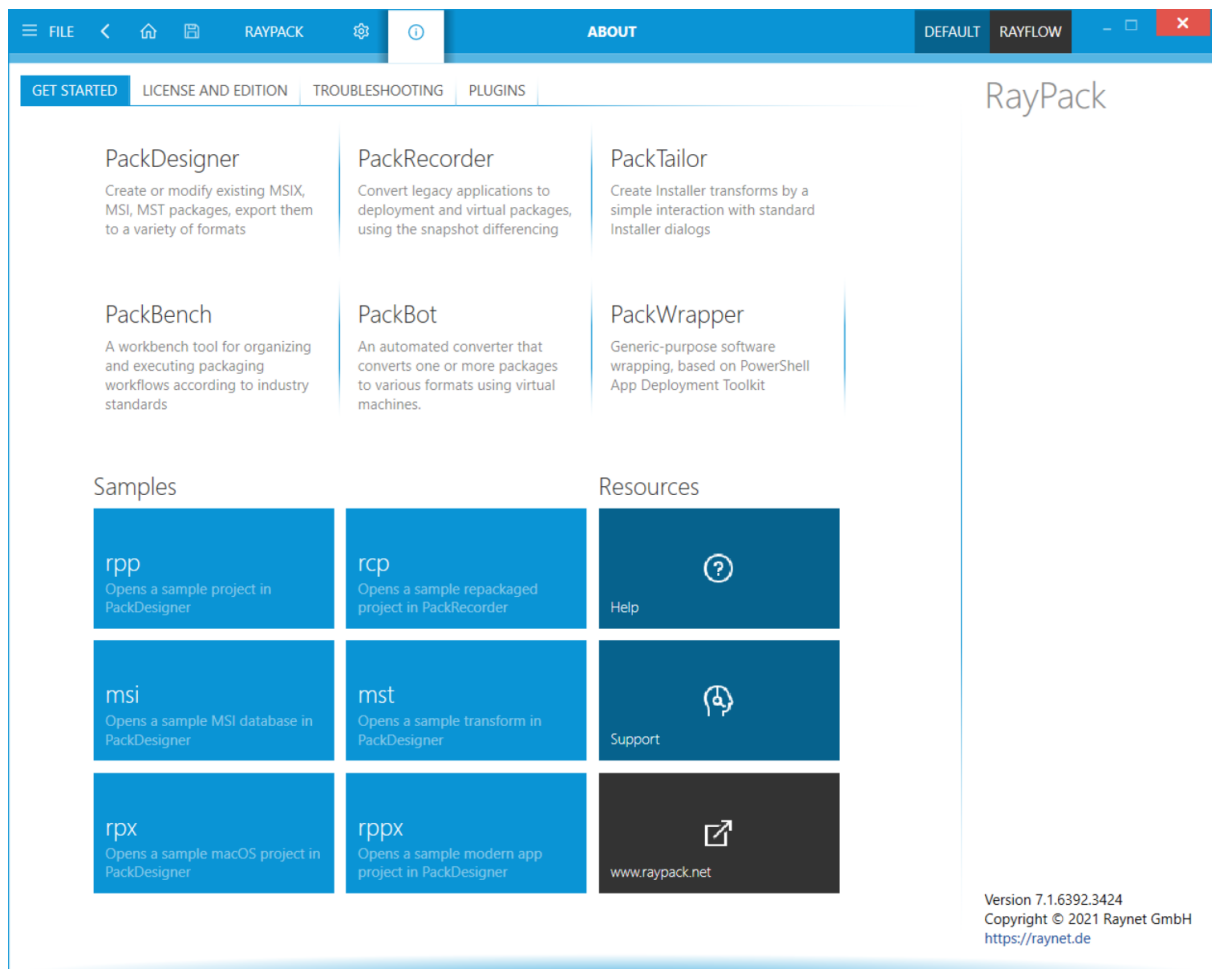 FILE RAYPACK ABOUT DEFAULT RAYFLOW
GET STARTED LICENSE AND EDITION TROUBLESHOOTING PLUGINS
RayPack
PackDesigner
Create or modify existing MSIX,
MSI, MST packages, export them
to a variety of formats
PackRecorder
Convert legacy applications to
deployment and virtual packages,
using the snapshot differencing
PackTailor
Create Installer transforms by a
simple interaction with standard
Installer dialogs
PackBench
A workbench tool for organizing
and executing packaging
workflows according to industry
standards
PackBot
An automated converter that
converts one or more packages
to various formats using virtual
machines.
PackWrapper
Generic-purpose software
wrapping, based on PowerShell
App Deployment Toolkit
Samples
rpp
Opens a sample project in
PackDesigner
rcp
Opens a sample repackaged
project in PackRecorder
msi
Opens a sample MSI database in
PackDesigner
mst
Opens a sample transform in
PackDesigner
rpx
Opens a sample macOS project in
PackDesigner
rppx
Opens a sample modern app
project in PackDesigner
Resources
Help
Support
www.raypack.net
Version 7.1.6392.3424
Copyright © 2021 Raynet GmbH
https://raynet.de